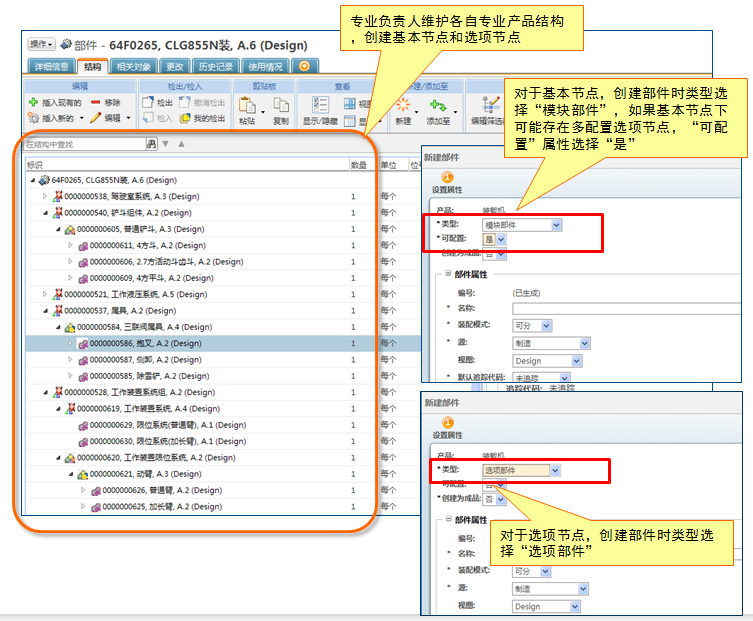 专业负责人维护各自专业产品结构
，创建基本节点和选项节点
操作
部件 - 64F0265, CLG855N装, A.6 (Design)
详细信息 结构 相关对象 更改 历史记录 使用情况
编辑 检出/检入 剪贴板 查看 新建/添加至
插入现有的 移除 检出 撤消检出
插入新的 编辑 检入 我的检出
粘贴 复制 显示/隐藏 新建 添加至 编辑筛选
对于基本节点，创建部件时类型选
择“模块部件”，如果基本节点下
可能存在多配置选项节点，“可配
置”属性选择“是”
在结构中查找
标识 数量 单位
64F0265, CLG855N装, A.6 (Design)
0000000538, 驾驶室系统, A.3 (Design) 1 每个
0000000540, 铲斗组件, A.2 (Design) 1 每个
0000000605, 普通铲斗, A.3 (Design) 1 每个
0000000611, 4方斗, A.2 (Design) 1 每个
0000000606, 2.7方活动斗齿斗, A.2 (Design) 1 每个
0000000609, 4方平斗, A.2 (Design) 1 每个
0000000521, 工作液压系统, A.5 (Design) 1 每个
0000000537, 属具, A.2 (Design) 1 每个
0000000584, 三联阀属具, A.4 (Design) 1 每个
0000000586, 抱叉, A.2 (Design) 1 每个
0000000587, 侧卸, A.2 (Design) 1 每个
0000000585, 除雪铲, A.2 (Design) 1 每个
0000000528, 工作装置系统组, A.2 (Design) 1 每个
0000000619, 工作装置系统, A.4 (Design) 1 每个
0000000629, 限位系统(普通臂), A.1 (Design) 1 每个
0000000630, 限位系统(加长臂), A.1 (Design) 1 每个
0000000620, 工作装置限位系统, A.2 (Design) 1 每个
0000000621, 动臂, A.3 (Design) 1 每个
0000000626, 普通臂, A.2 (Design) 1 每个
0000000625, 加长臂, A.2 (Design) 1 每个
新建部件
1
设置属性
产品: 装载机
*类型: 模块部件
*可配置: 是
*创建为成品: 否
部件属性
编号: (已生成)
* 名称:
* 装配模式: 可分
* 源: 制造
视图: Design
* 默认追踪代码: 未追踪
追踪代码: 未追踪
新建部件
1
设置属性
产品: 装载机
*类型: 选项部件
*可配置: 否
*创建为成品: 否
部件属性
编号:
* 名称:
* 装配模式: 可分
* 源: 制造
视图: Design
对于选项节点，创建部件时类型选
择“选项部件”